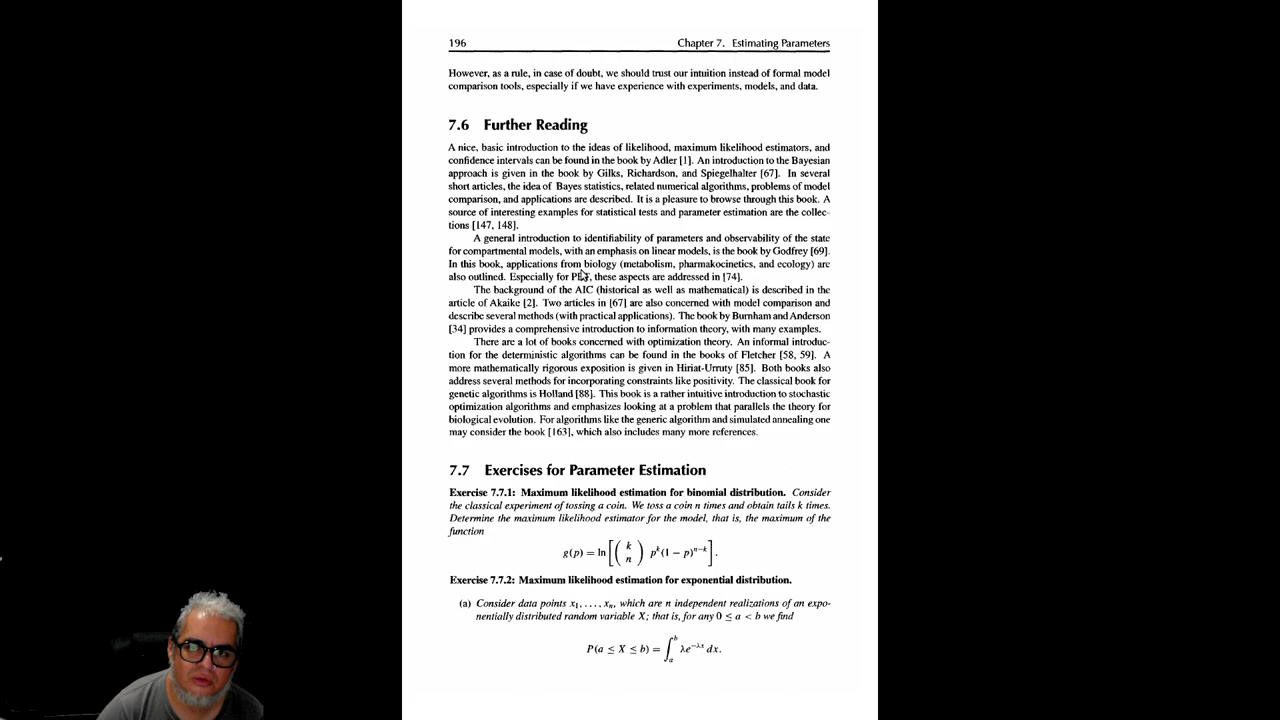 196 Chapter 7. Estimating Parameters
However, as a rule, in case of doubt, we should trust our intuition instead of formal model
comparison tools, especially if we have experience with experiments, models, and data.
7.6 Further Reading
A nice, basic introduction to the ideas of likelihood, maximum likelihood estimators, and
confidence intervals can be found in the book by Adler [1]. An introduction to the Bayesian
approach is given in the book by Gilks, Richardson, and Spiegelhalter [67]. In several
short articles, the idea of Bayes statistics, related numerical algorithms, problems of model
comparison, and applications are described. It is a pleasure to browse through this book. A
source of interesting examples for statistical tests and parameter estimation are the collec-
tions [147, 148].
A general introduction to identifiability of parameters and observability of the state
for compartmental models, with an emphasis on linear models, is the book by Godfrey [69].
In this book, applications from biology (metabolism, pharmacokinetics, and ecology) are
also outlined. Especially for these aspects are addressed in [74].
The background of the AIC (historical as well as mathematical) is described in the
article of Akaike [2]. Two articles in [67] are also concerned with model comparison and
describe several methods (with practical applications). The book by Burnham and Anderson
[34] provides a comprehensive introduction to information theory, with many examples.
There are a lot of books concerned with optimization theory. An informal introduc-
tion for the deterministic algorithms can be found in the books of Fletcher [58, 59]. A
more mathematically rigorous exposition is given in Hiriat-Urruty [85]. Both books also
address several methods for incorporating constraints like positivity. The classical book for
genetic algorithms is Holland [88]. This book is a rather intuitive introduction to stochastic
optimization algorithms and emphasizes looking at a problem that parallels the theory for
biological evolution. For algorithms like the generic algorithm and simulated annealing one
may consider the book [163], which also includes many more references.
7.7 Exercises for Parameter Estimation
Exercise 7.7.1: Maximum likelihood estimation for binomial distribution. Consider
the classical experiment of tossing a coin. We toss a coin n times and obtain tails k times.
Determine the maximum likelihood estimator for the model, that is, the maximum of the
function
g(p) = ln [ ( k n ) p^k (1 − p)^{n−k} ] .
Exercise 7.7.2: Maximum likelihood estimation for exponential distribution.
(a) Consider data points x₁, . . . , xₙ, which are n independent realizations of an expo-
nentially distributed random variable X; that is, for any 0 ≤ a < b we find
P(a ≤ X ≤ b) = ∫_a^b λe^{−λx} dx.